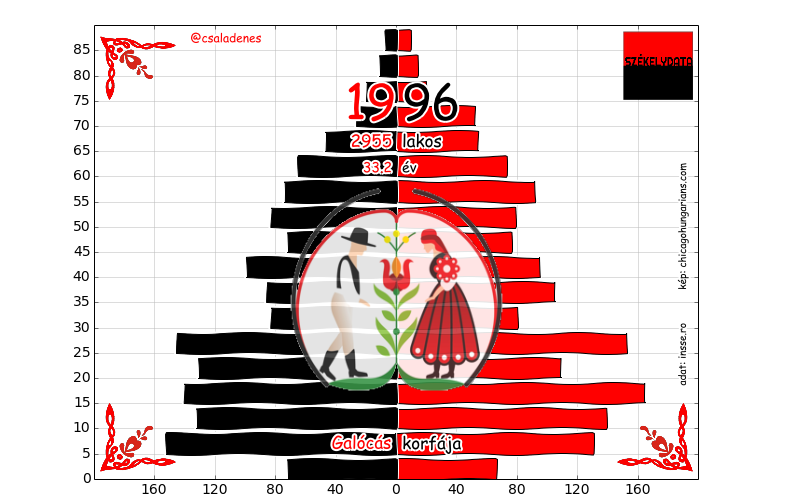 @csaladenes
SZÉKELYDATA
1996
2955 lakos
33.2 év
kép: chicagohungarians.com
adat: insse.ro
Galócás korfája
85
80
75
70
65
60
55
50
45
40
35
30
25
20
15
10
5
0
160 120 80 40 0 40 80 120 160